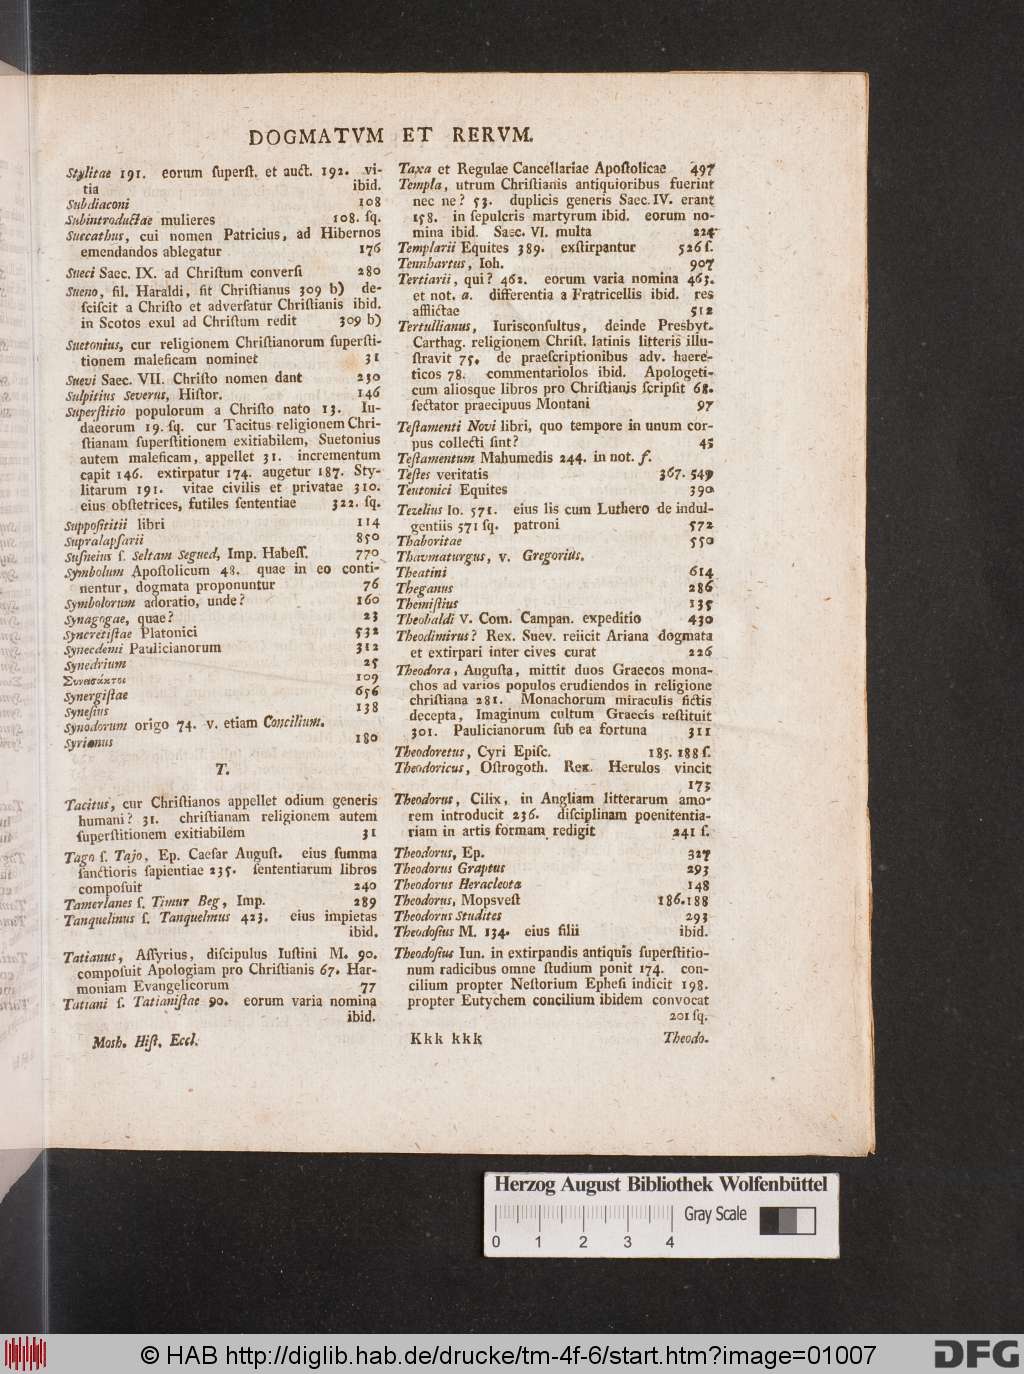 DOGMATVM ET RERVM.
Stylitae 191. eorum ſuperſt. et auct. 192. vi-
tia ibid.
Subdiaconi 108
Subintroductae mulieres 108. ſq.
Suecathus, cui nomen Patricius, ad Hibernos
emendandos ablegatur 176
Sueci Saec. IX. ad Chriſtum converſi 280
Sueno, fil. Haraldi, fit Chriſtianus 309 b) de-
ſciſcit a Chriſto et adverſatur Chriſtianis ibid.
in Scotos exul ad Chriſtum redit 309 b)
Suetonius, cur religionem Chriſtianorum ſuperſti-
tionem maleficam nominet 31
Suevi Saec. VII. Chriſto nomen dant 230
Sulpitius Severus, Hiſtor. 146
Superſtitio populorum a Chriſto nato 13. Iu-
daeorum 19. ſq. cur Tacitus religionem Chri-
ſtianam ſuperſtitionem exitiabilem, Suetonius
autem maleficam, appellet 31. incrementum
capit 146. extirpatur 174. augetur 187. Sty-
litarum 191. vitae civilis et privatae 310.
eius obſtetrices, futiles ſententiae 322. ſq.
Suppoſititii libri 114
Supralapſarii 850
Suſneius ſ. Seltam Segued, Imp. Habeſſ. 770
Symbolum Apoſtolicum 48. quae in eo conti-
nentur, dogmata proponuntur 76
Symbolorum adoratio, unde? 160
Synagogae, quae? 23
Syncretiſtae Platonici 532
Synecdemi Paulicianorum 312
Synedrium 25
Συνεισάκτοι 109
Synergiſtae 656
Syneſius 138
Synodorum origo 74. v. etiam Concilium.
Syrianus 180
T.
Tacitus, cur Chriſtianos appellet odium generis
humani? 31. chriſtianam religionem autem
ſuperſtitionem exitiabilem 31
Tago ſ. Tajo, Ep. Caeſar Auguſt. eius ſumma
ſanctioris ſapientiae 235. ſententiarum libros
compoſuit 240
Tamerlanes ſ. Timur Beg, Imp. 289
Tanquelinus ſ. Tanquelmus 423. eius impietas
ibid.
Tatianus, Aſſyrius, diſcipulus Iuſtini M. 90.
compoſuit Apologiam pro Chriſtianis 67. Har-
moniam Evangelicorum 77
Tatiani ſ. Tatianiſtae 90. eorum varia nomina
ibid.
Mosh. Hiſt. Eccl.
Taxa et Regulae Cancellariae Apoſtolicae 497
Templa, utrum Chriſtianis antiquioribus fuerint
nec ne? 53. duplicis generis Saec. IV. erant
158. in ſepulcris martyrum ibid. eorum no-
mina ibid. Saec. VI. multa 224
Templarii Equites 389. exſtirpantur 526 ſ.
Tennhartus, Ioh. 907
Tertiarii, qui? 462. eorum varia nomina 463.
et not. a. differentia a Fratricellis ibid. res
afflictae 512
Tertullianus, Iurisconſultus, deinde Presbyt.
Carthag. religionem Chriſt. latinis litteris illu-
ſtravit 75. de praeſcriptionibus adv. haere-
ticos 78. commentariolos ibid. Apologeti-
cum aliosque libros pro Chriſtianis ſcripſit 68.
ſectator praecipuus Montani 97
Teſtamenti Novi libri, quo tempore in unum cor-
pus collecti ſint? 45
Teſtamentum Mahumedis 244. in not. f.
Teſtes veritatis 367. 549
Teutonici Equites 390
Tezelius Io. 571. eius lis cum Luthero de indul-
gentiis 571 ſq. patroni 572
Thaboritae 550
Thavmaturgus, v. Gregorius.
Theatini 614
Theganus 286
Themiſtius 135
Theobaldi V. Com. Campan. expeditio 430
Theodimirus? Rex. Suev. reiicit Ariana dogmata
et extirpari inter cives curat 226
Theodora, Auguſta, mittit duos Graecos mona-
chos ad varios populos erudiendos in religione
chriſtiana 281. Monachorum miraculis fictis
decepta, Imaginum cultum Graecis reſtituit
301. Paulicianorum ſub ea fortuna 311
Theodoretus, Cyri Epiſc. 185. 188 ſ.
Theodoricus, Oſtrogoth. Rex. Herulos vincit
173
Theodorus, Cilix, in Angliam litterarum amo-
rem introducit 236. diſciplinam poenitentia-
riam in artis formam redigit 241 ſ.
Theodorus, Ep. 327
Theodorus Graptus 293
Theodorus Heracleota 148
Theodorus, Mopsveſt 186. 188
Theodorus Studites 293
Theodoſius M. 134. eius filii ibid.
Theodoſius Iun. in extirpandis antiquis ſuperſtitio-
num radicibus omne ſtudium ponit 174. con-
cilium propter Neſtorium Epheſi indicit 198.
propter Eutychem concilium ibidem convocat
201 ſq.
Kkk kkk Theodo.
Herzog August Bibliothek Wolfenbüttel
Gray Scale
0 1 2 3 4
© HAB http://diglib.hab.de/drucke/tm-4f-6/start.htm?image=01007
DFG